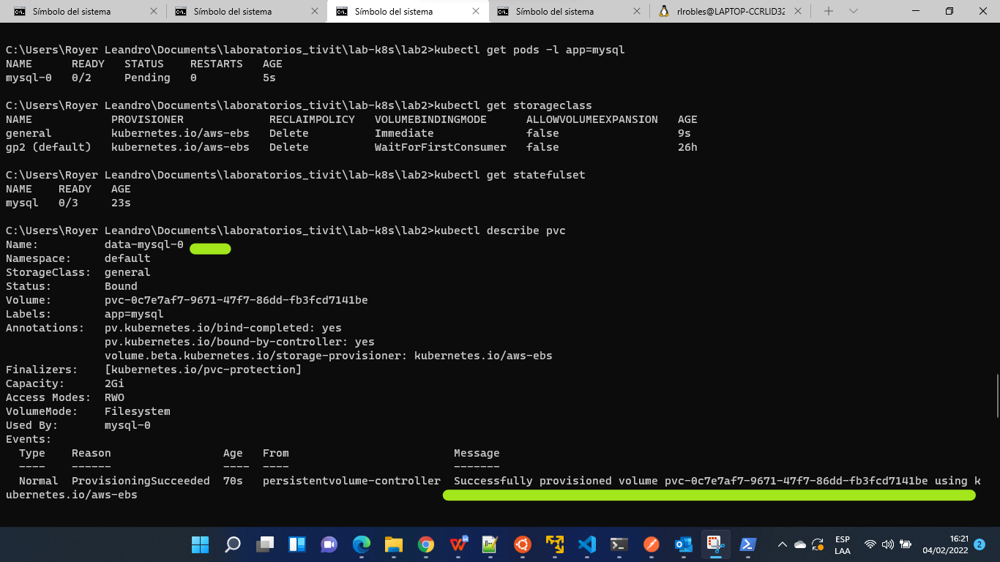 Símbolo del sistema Símbolo del sistema Símbolo del sistema Símbolo del sistema rlrobles@LAPTOP-CCRLID32
C:\Users\Royer Leandro\Documents\laboratorios_tivit\lab-k8s\lab2>kubectl get pods -l app=mysql
NAME READY STATUS RESTARTS AGE
mysql-0 0/2 Pending 0 5s
C:\Users\Royer Leandro\Documents\laboratorios_tivit\lab-k8s\lab2>kubectl get storageclass
NAME PROVISIONER RECLAIMPOLICY VOLUMEBINDINGMODE ALLOWVOLUMEEXPANSION AGE
general kubernetes.io/aws-ebs Delete Immediate false 9s
gp2 (default) kubernetes.io/aws-ebs Delete WaitForFirstConsumer false 26h
C:\Users\Royer Leandro\Documents\laboratorios_tivit\lab-k8s\lab2>kubectl get statefulset
NAME READY AGE
mysql 0/3 23s
C:\Users\Royer Leandro\Documents\laboratorios_tivit\lab-k8s\lab2>kubectl describe pvc
Name: data-mysql-0
Namespace: default
StorageClass: general
Status: Bound
Volume: pvc-0c7e7af7-9671-47f7-86dd-fb3fcd7141be
Labels: app=mysql
Annotations: pv.kubernetes.io/bind-completed: yes
pv.kubernetes.io/bound-by-controller: yes
volume.beta.kubernetes.io/storage-provisioner: kubernetes.io/aws-ebs
Finalizers: [kubernetes.io/pvc-protection]
Capacity: 2Gi
Access Modes: RWO
VolumeMode: Filesystem
Used By: mysql-0
Events:
Type Reason Age From Message
---- ------ ---- ---- -------
Normal ProvisioningSucceeded 70s persistentvolume-controller Successfully provisioned volume pvc-0c7e7af7-9671-47f7-86dd-fb3fcd7141be using k
ubernetes.io/aws-ebs
ESP
LAA
16:21
04/02/2022
2